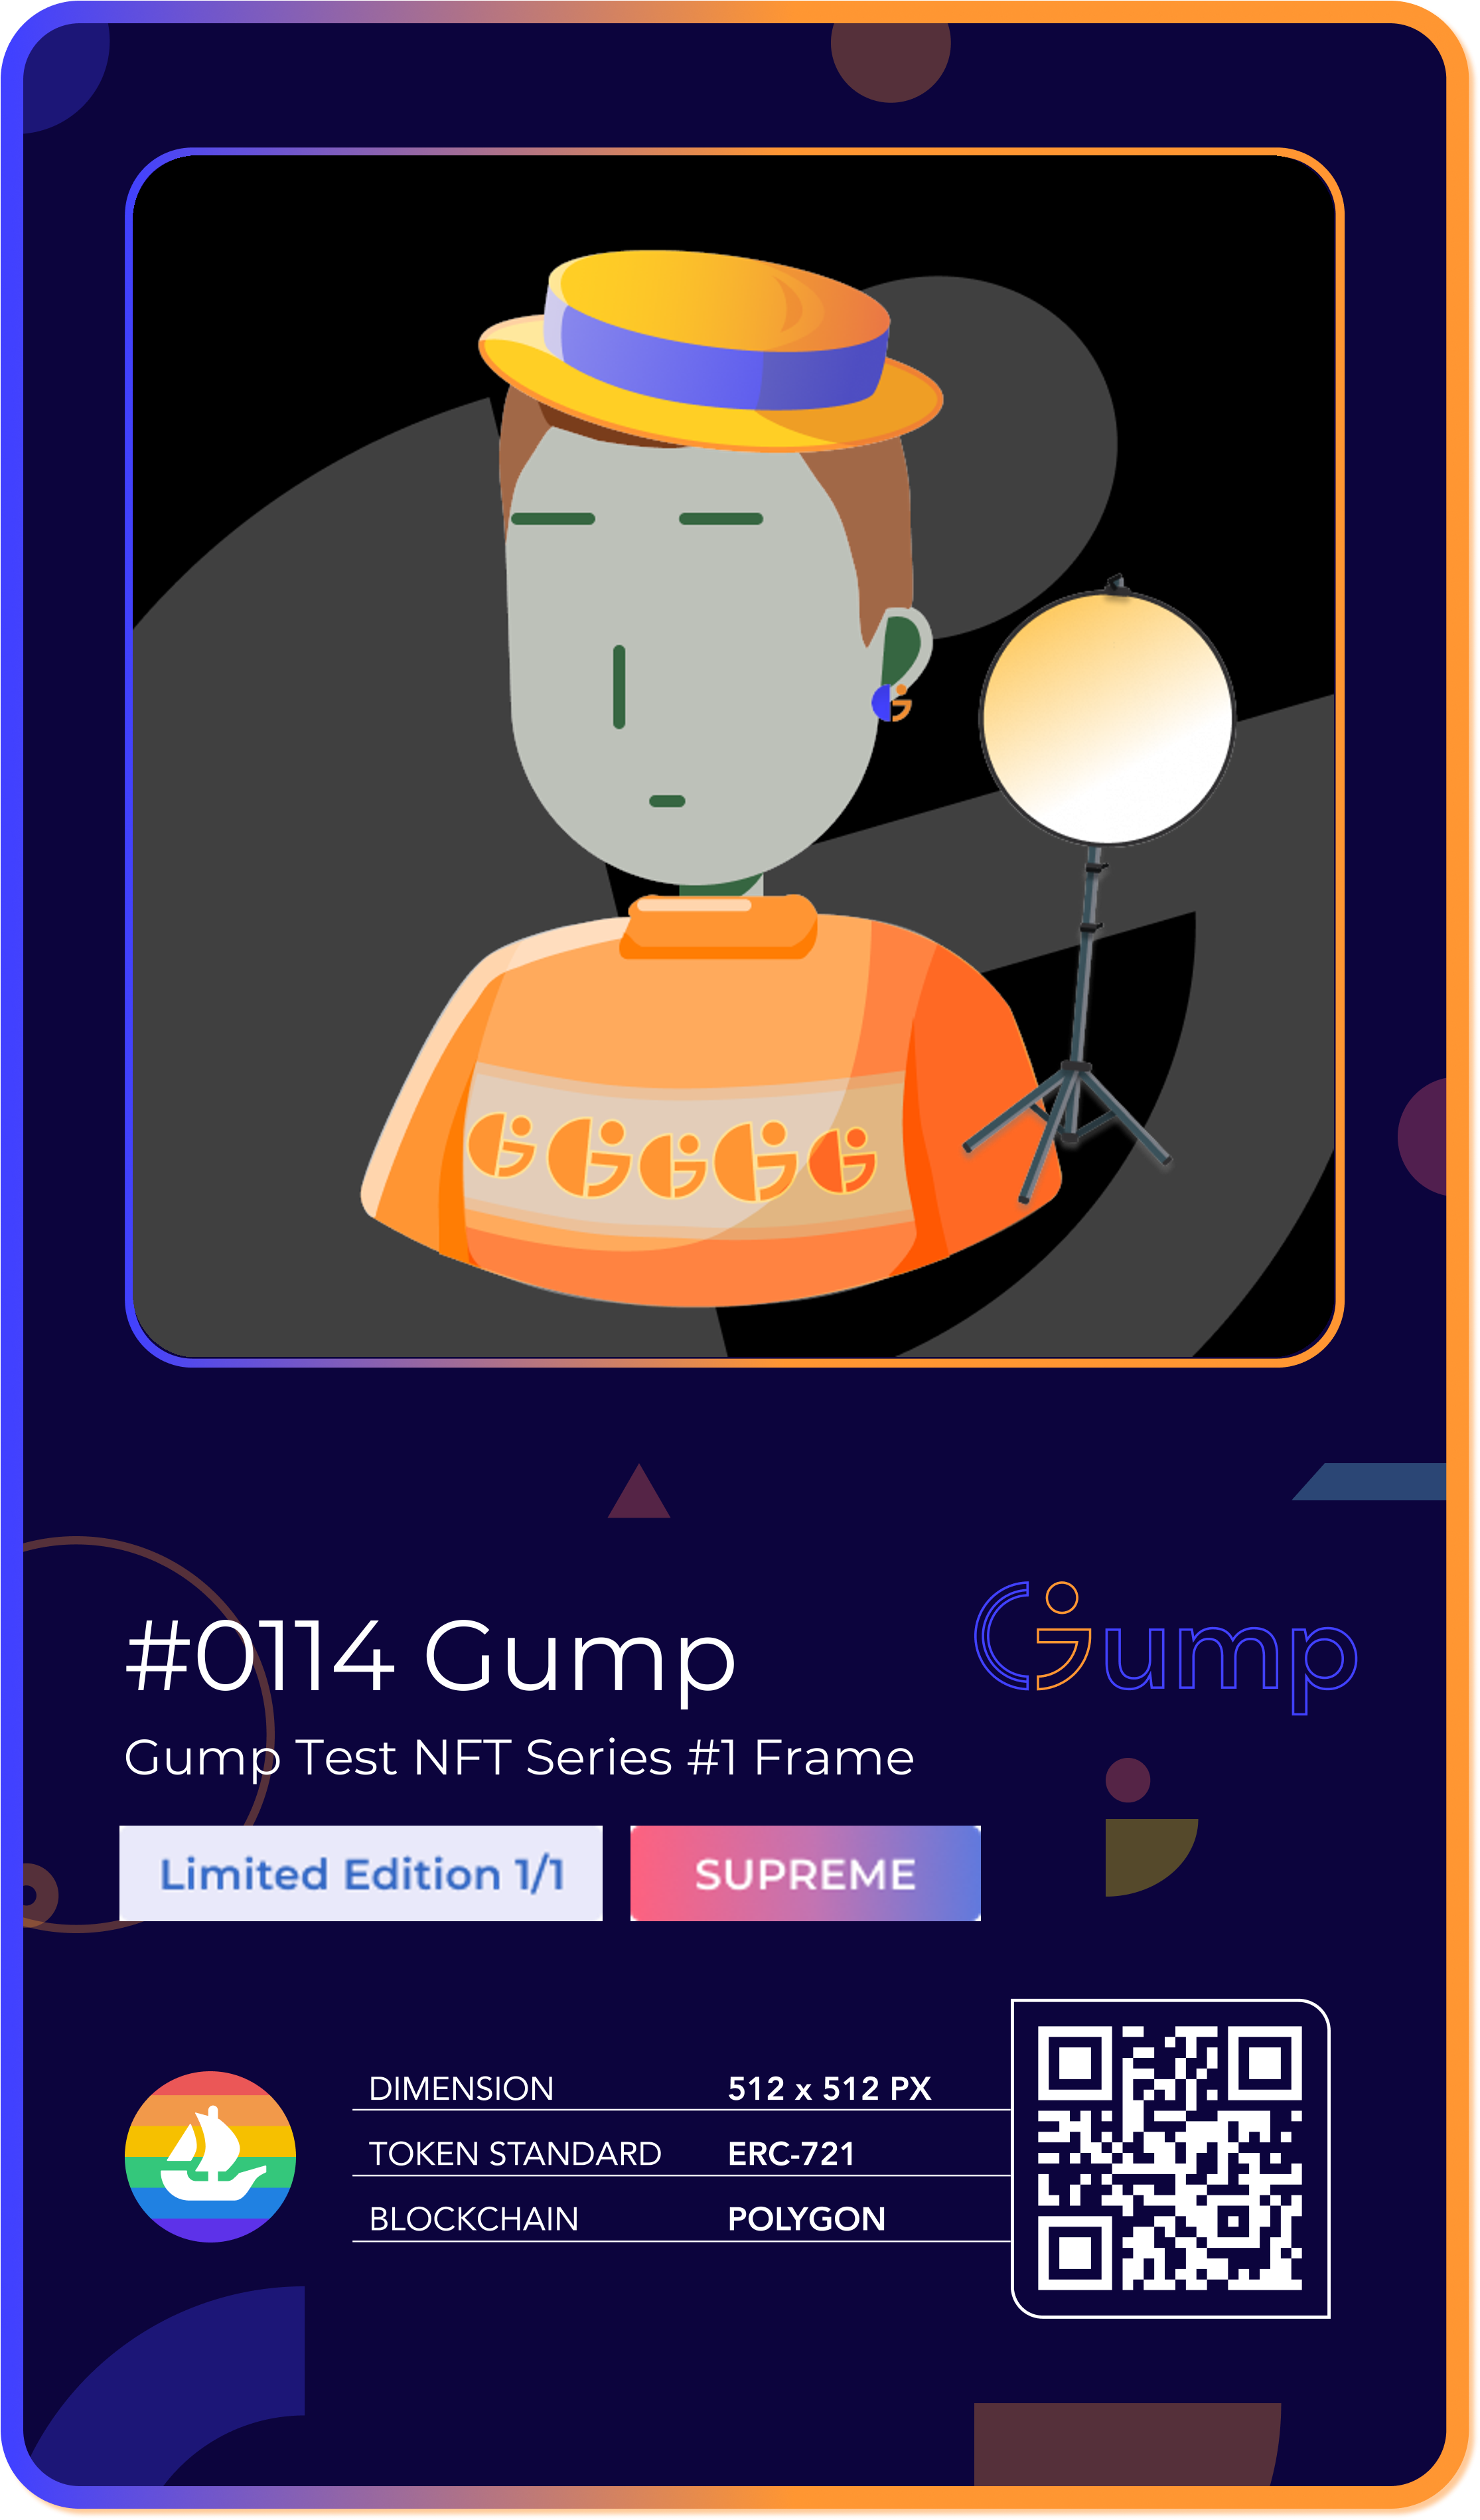 #0114 Gump
Gump
Gump Test NFT Series #1 Frame
Limited Edition 1/1
SUPREME
DIMENSION 512 x 512 PX
TOKEN STANDARD ERC-721
BLOCKCHAIN POLYGON